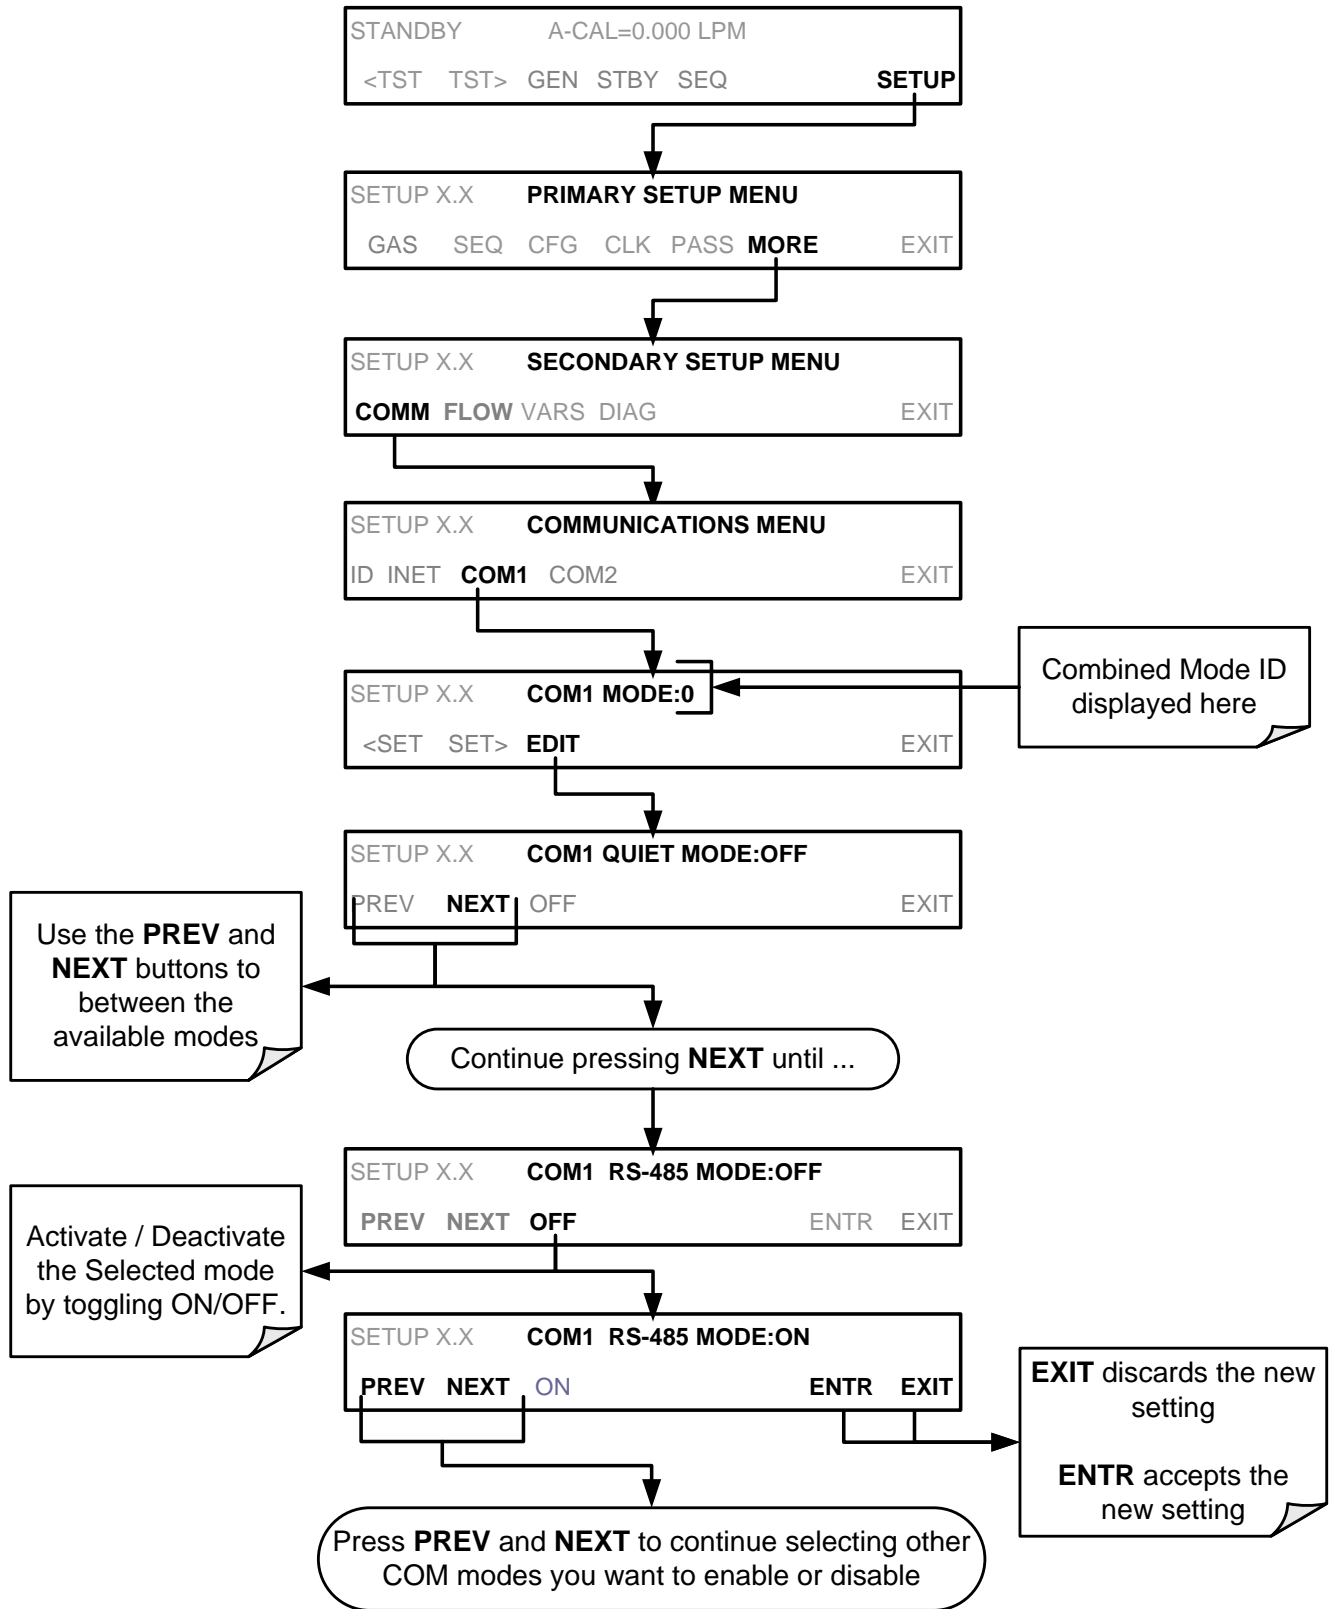 STANDBY A-CAL=0.000 LPM
<TST TST> GEN STBY SEQ SETUP
SETUP X.X PRIMARY SETUP MENU
GAS SEQ CFG CLK PASS MORE EXIT
SETUP X.X SECONDARY SETUP MENU
COMM FLOW VARS DIAG EXIT
SETUP X.X COMMUNICATIONS MENU
ID INET COM1 COM2 EXIT
SETUP X.X COM1 MODE:0
<SET SET> EDIT EXIT
Combined Mode ID
displayed here
SETUP X.X COM1 QUIET MODE:OFF
PREV NEXT OFF EXIT
Use the PREV and
NEXT buttons to
between the
available modes
Continue pressing NEXT until ...
SETUP X.X COM1 RS-485 MODE:OFF
PREV NEXT OFF ENTR EXIT
Activate / Deactivate
the Selected mode
by toggling ON/OFF.
SETUP X.X COM1 RS-485 MODE:ON
PREV NEXT ON ENTR EXIT
EXIT discards the new
setting
ENTR accepts the
new setting
Press PREV and NEXT to continue selecting other
COM modes you want to enable or disable